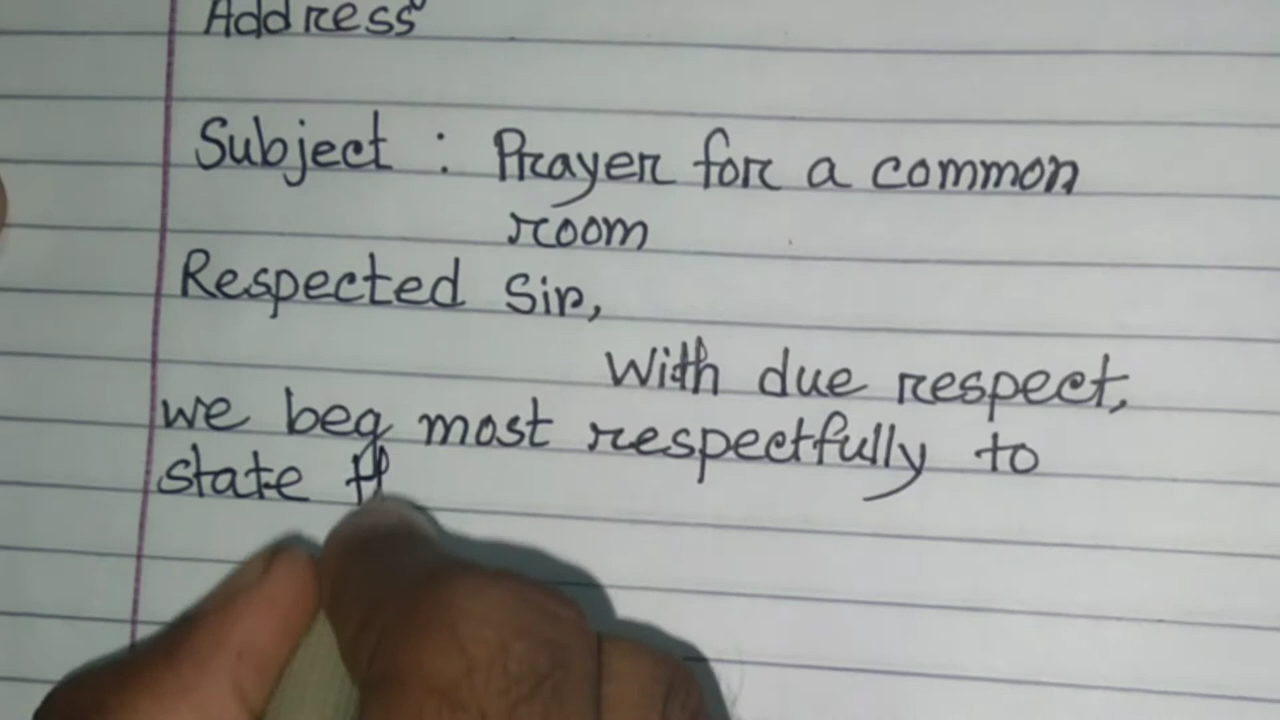 Address
Subject : Prayer for a common
room
Respected Sir,
With due respect,
we beg most respectfully to
state